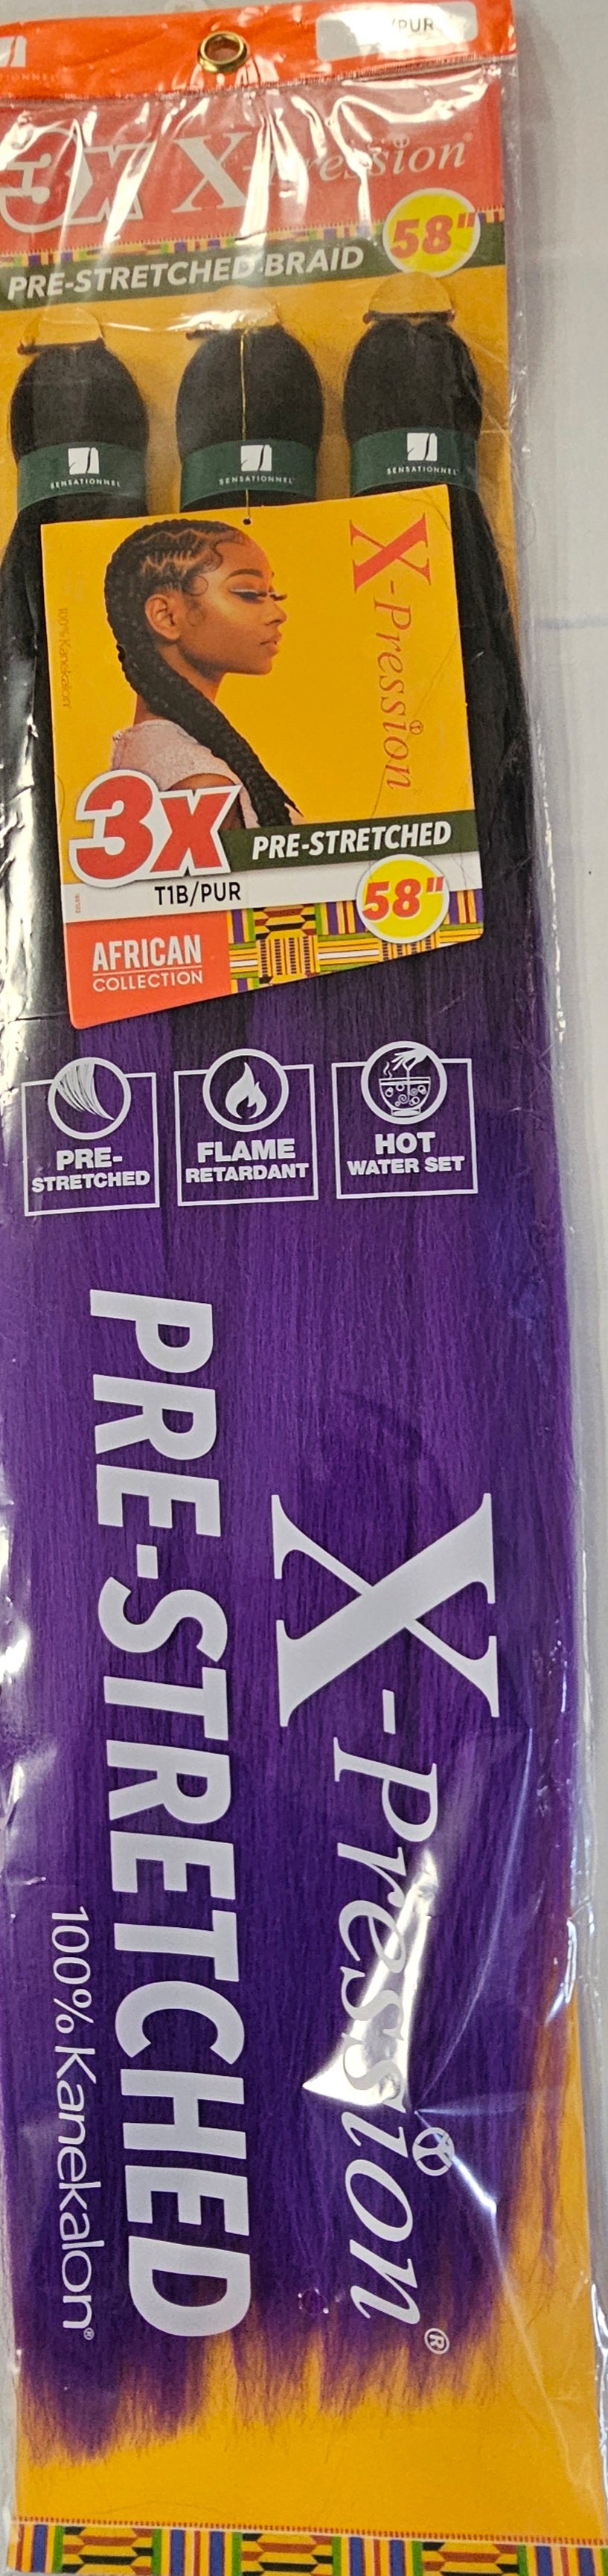 /PUR
3X X-Pression
58"
PRE-STRETCHED BRAID
SENSATIONNEL
SENSATIONNEL
SENSATIONNEL
X-Pression
100% Kanekalon
3X PRE-STRETCHED
T1B/PUR
58"
AFRICAN
COLLECTION
PRE-
STRETCHED
FLAME
RETARDANT
HOT
WATER SET
X-Pression®
PRE-STRETCHED
100% Kanekalon®